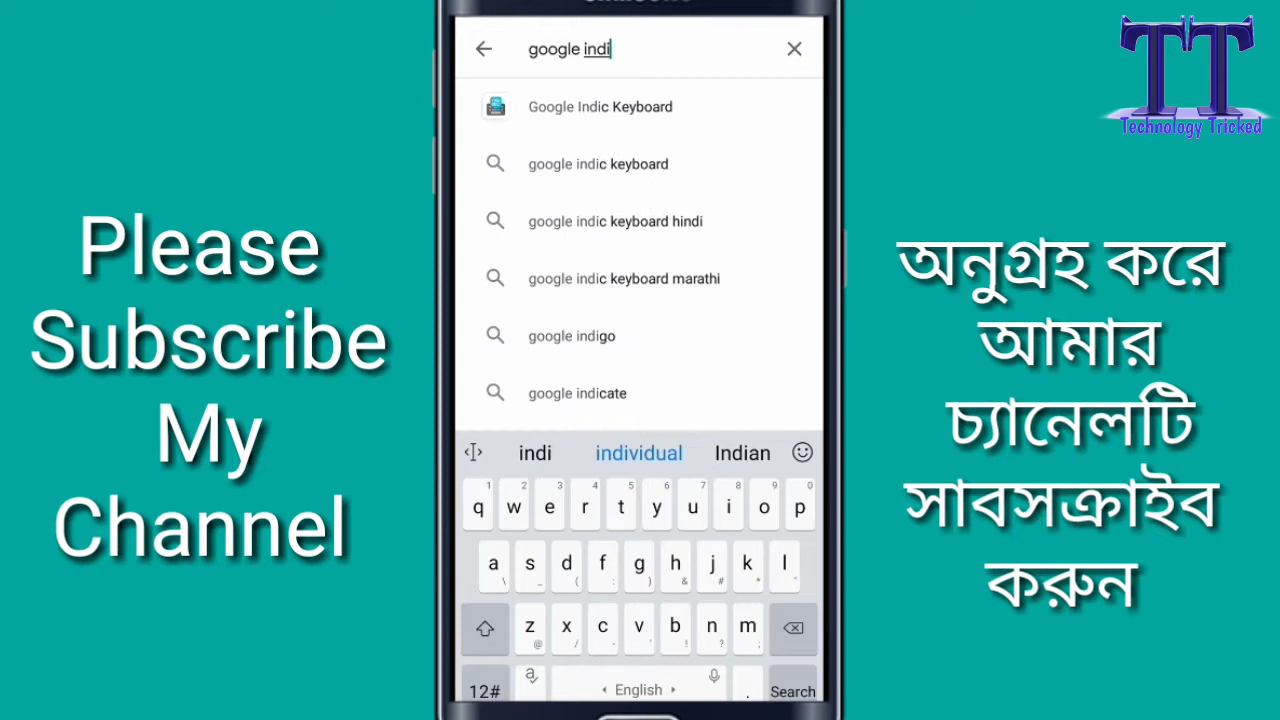 SAMSUNG
google indi
Google Indic Keyboard
google indic keyboard
google indic keyboard hindi
google indic keyboard marathi
google indigo
google indicate
indi individual Indian
1 2 3 4 5 6 7 8 9 0
q w e r t y u i o p
a s d f g h j k l
\ _ ( : ) & # * "
z x c v b n m
@ / - ' ! ? ;
12# English . Search
Please
Subscribe
My
Channel
TT
Technology Tricked
অনুগ্রহ করে
আমার
চ্যানেলটি
সাবসক্রাইব
করুন